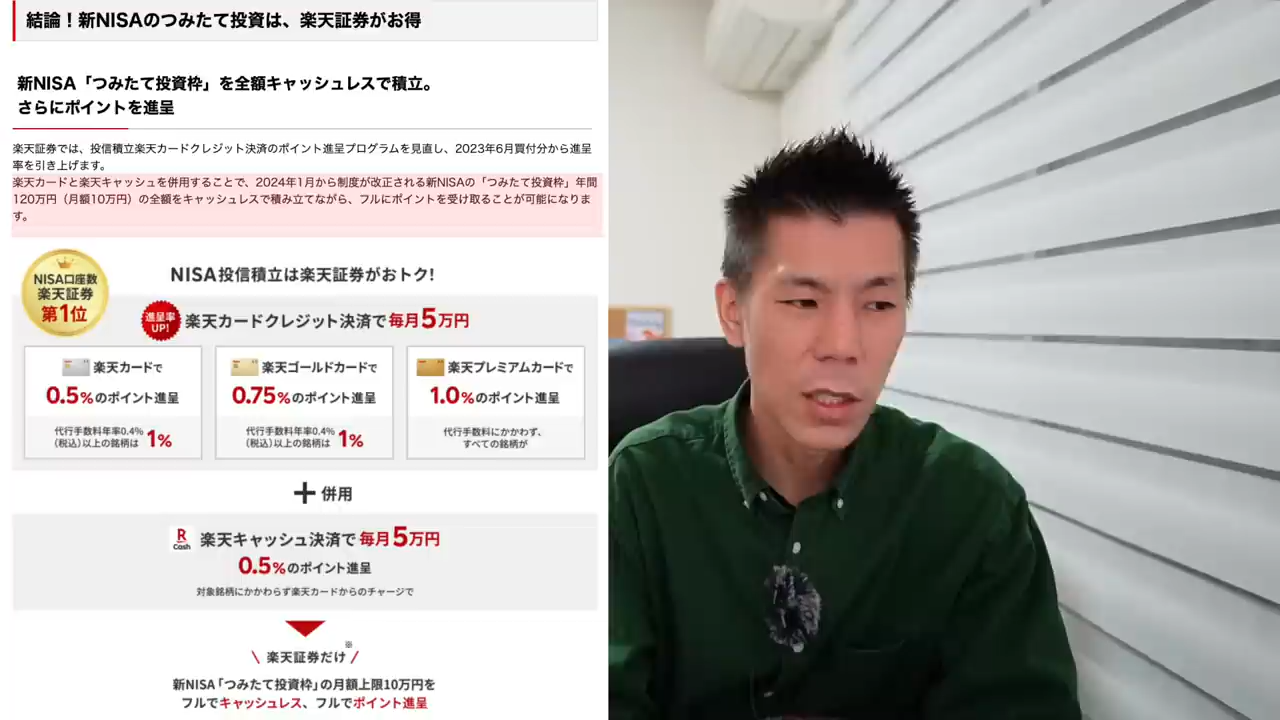 結論！新NISAのつみたて投資は、楽天証券がお得
新NISA「つみたて投資枠」を全額キャッシュレスで積立。
さらにポイントを進呈
楽天証券では、投信積立楽天カードクレジット決済のポイント進呈プログラムを見直し、2023年6月買付分から進呈
率を引き上げます。
楽天カードと楽天キャッシュを併用することで、2024年1月から制度が改正される新NISAの「つみたて投資枠」年間
120万円（月額10万円）の全額をキャッシュレスで積み立てながら、フルにポイントを受け取ることが可能になりま
す。
NISA口座数
楽天証券
第1位
NISA投信積立は楽天証券がおトク!
進呈率
UP!
楽天カードクレジット決済で毎月5万円
楽天カードで
0.5%のポイント進呈
代行手数料年率0.4%
（税込）以上の銘柄は 1%
楽天ゴールドカードで
0.75%のポイント進呈
代行手数料年率0.4%
（税込）以上の銘柄は 1%
楽天プレミアムカードで
1.0%のポイント進呈
代行手数料にかかわず、
すべての銘柄が
＋併用
R
Cash
楽天キャッシュ決済で毎月5万円
0.5%のポイント進呈
対象銘柄にかかわらず楽天カードからのチャージで
\ 楽天証券だけ※ /
新NISA「つみたて投資枠」の月額上限10万円を
フルでキャッシュレス、フルでポイント進呈